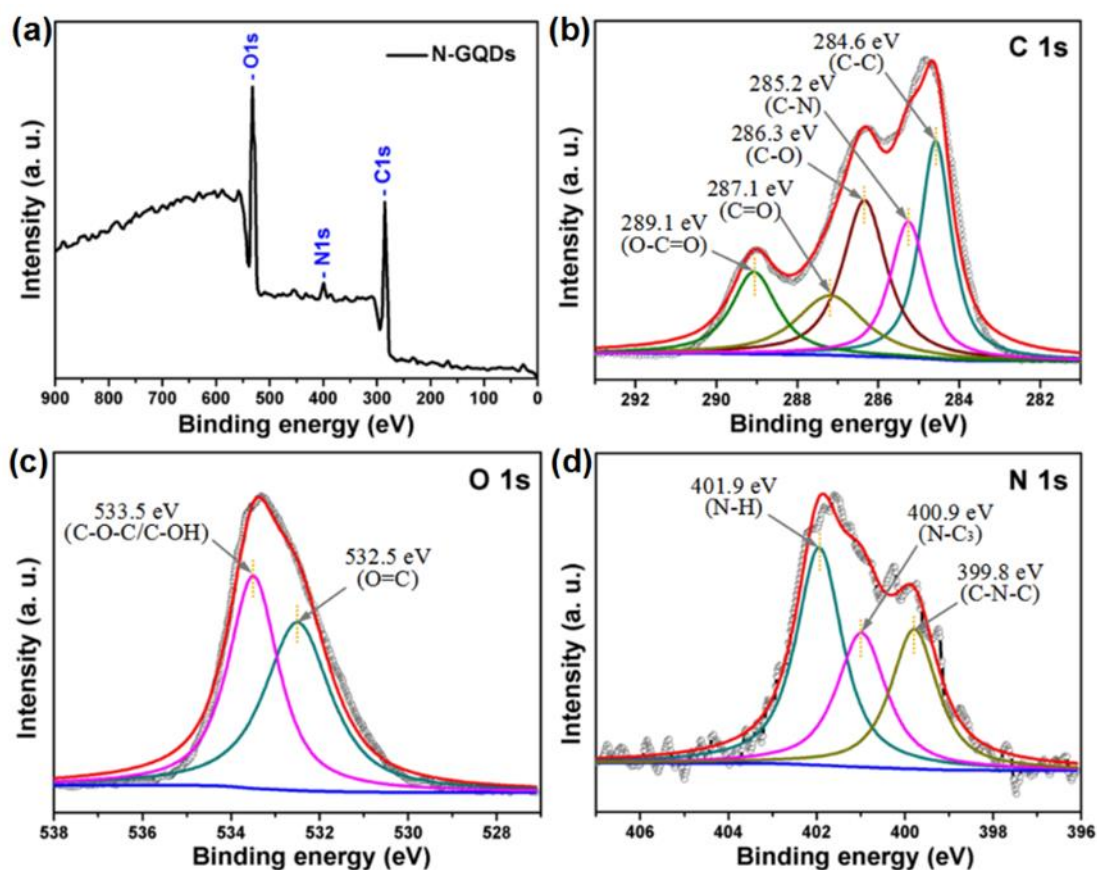 (a)
N-GQDs
- O1s
- N1s
- C1s
Intensity (a. u.)
900 800 700 600 500 400 300 200 100 0
Binding energy (eV)
(b)
C 1s
284.6 eV
(C-C)
285.2 eV
(C-N)
286.3 eV
(C-O)
287.1 eV
(C=O)
289.1 eV
(O-C=O)
Intensity (a. u.)
292 290 288 286 284 282
Binding energy (eV)
(c)
O 1s
533.5 eV
(C-O-C/C-OH)
532.5 eV
(O=C)
Intensity (a. u.)
538 536 534 532 530 528
Binding energy (eV)
(d)
N 1s
401.9 eV
(N-H)
400.9 eV
(N-C₃)
399.8 eV
(C-N-C)
Intensity (a. u.)
406 404 402 400 398 396
Binding energy (eV)